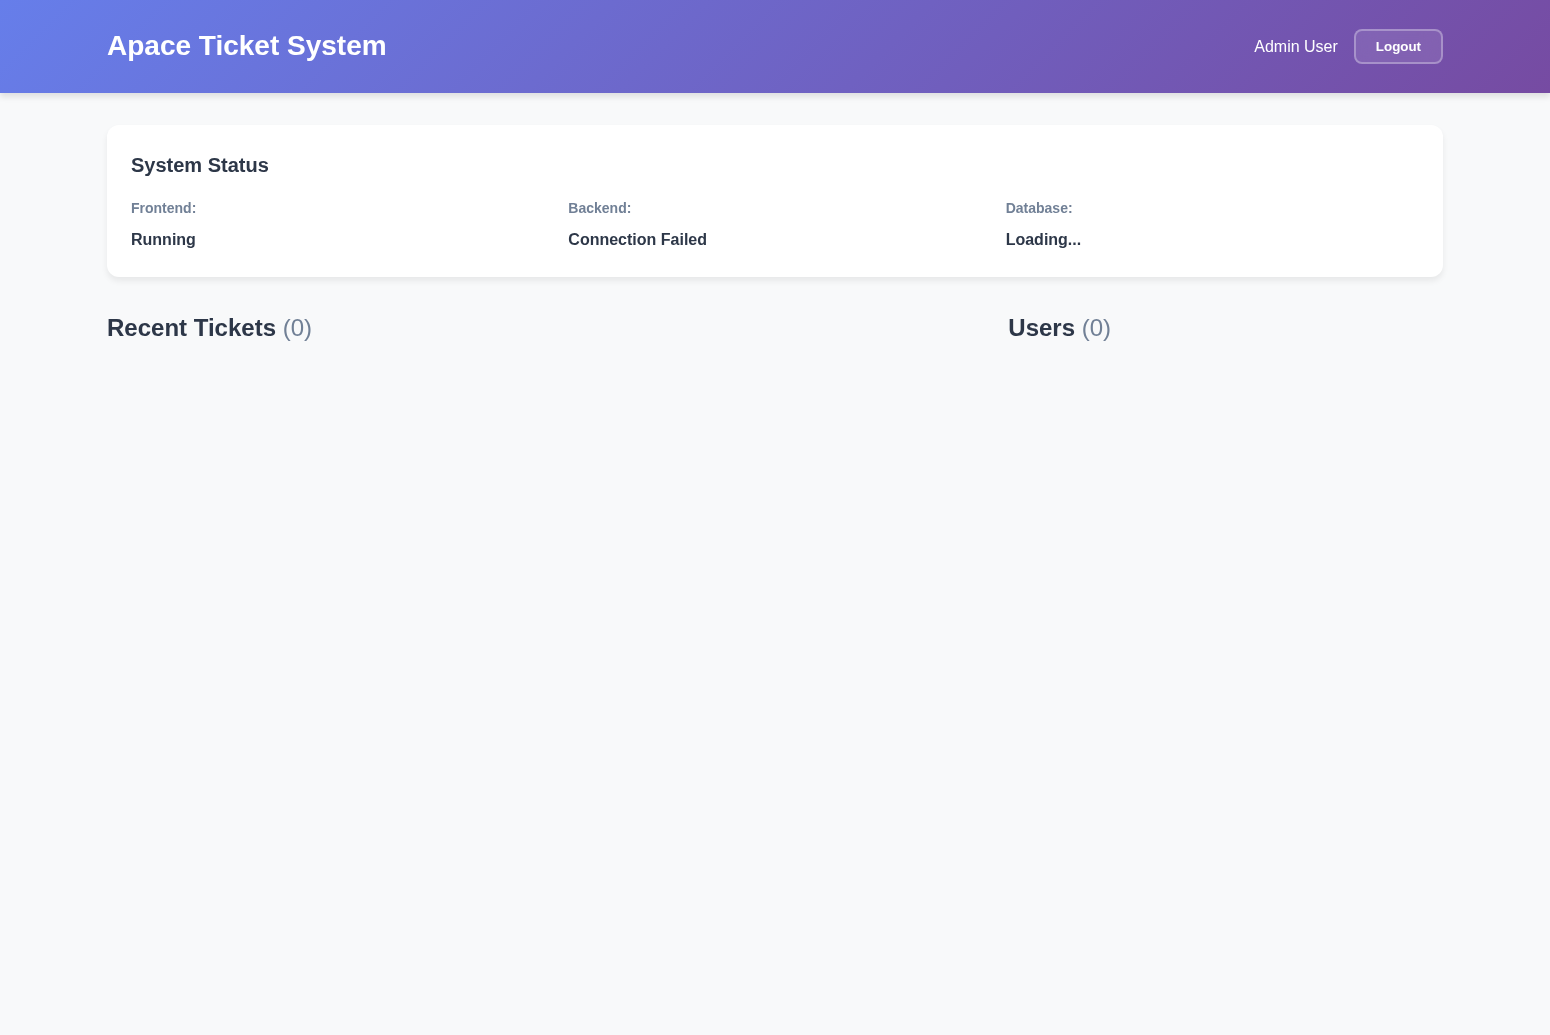 Apace Ticket System
Admin User
Logout
System Status
Frontend:
Backend:
Database:
Running
Connection Failed
Loading...
Recent Tickets (0)
Users (0)